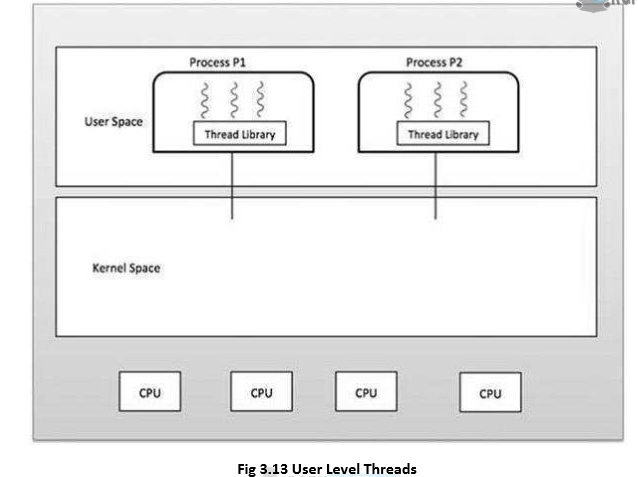 Process P1
Process P2
User Space
Thread Library
Thread Library
Kernel Space
CPU
CPU
CPU
CPU
Fig 3.13 User Level Threads